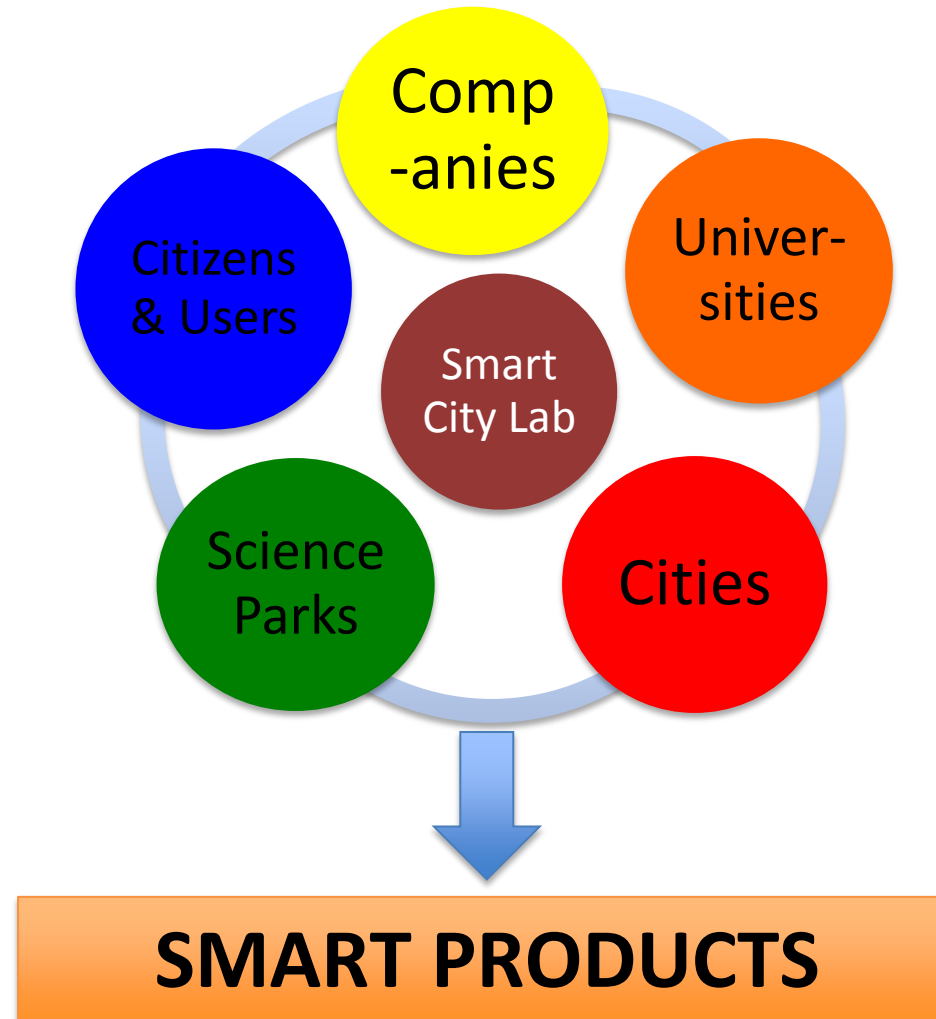 Comp
-anies
Univer-
sities
Citizens
& Users
Smart
City Lab
Science
Parks
Cities
SMART PRODUCTS